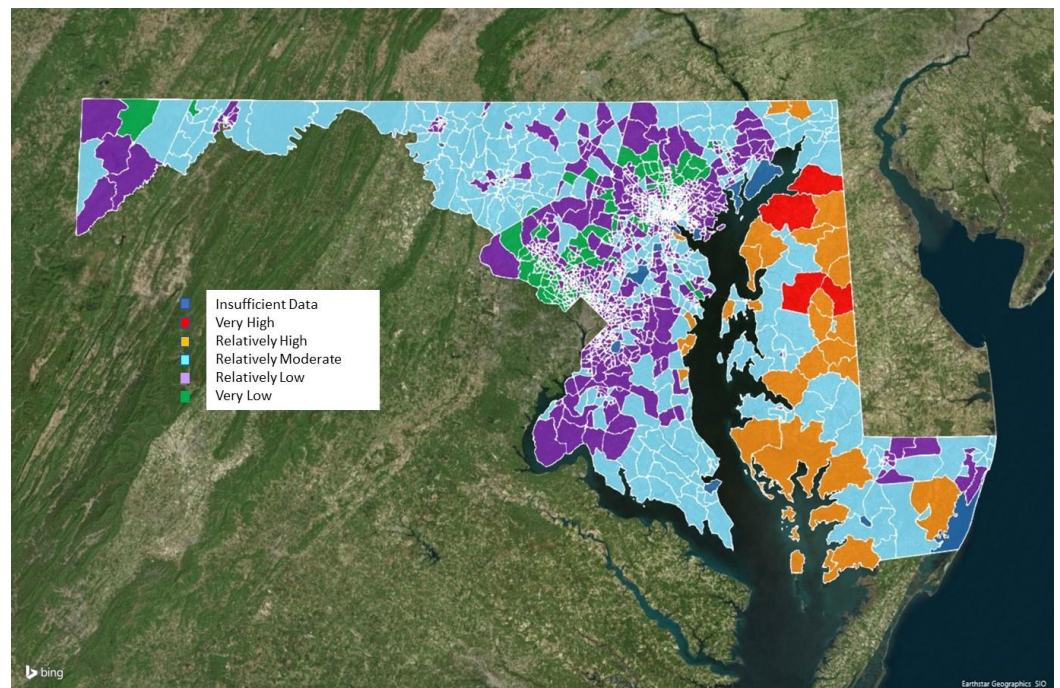 Insufficient Data
Very High
Relatively High
Relatively Moderate
Relatively Low
Very Low
bing
Earthstar Geographics SIO